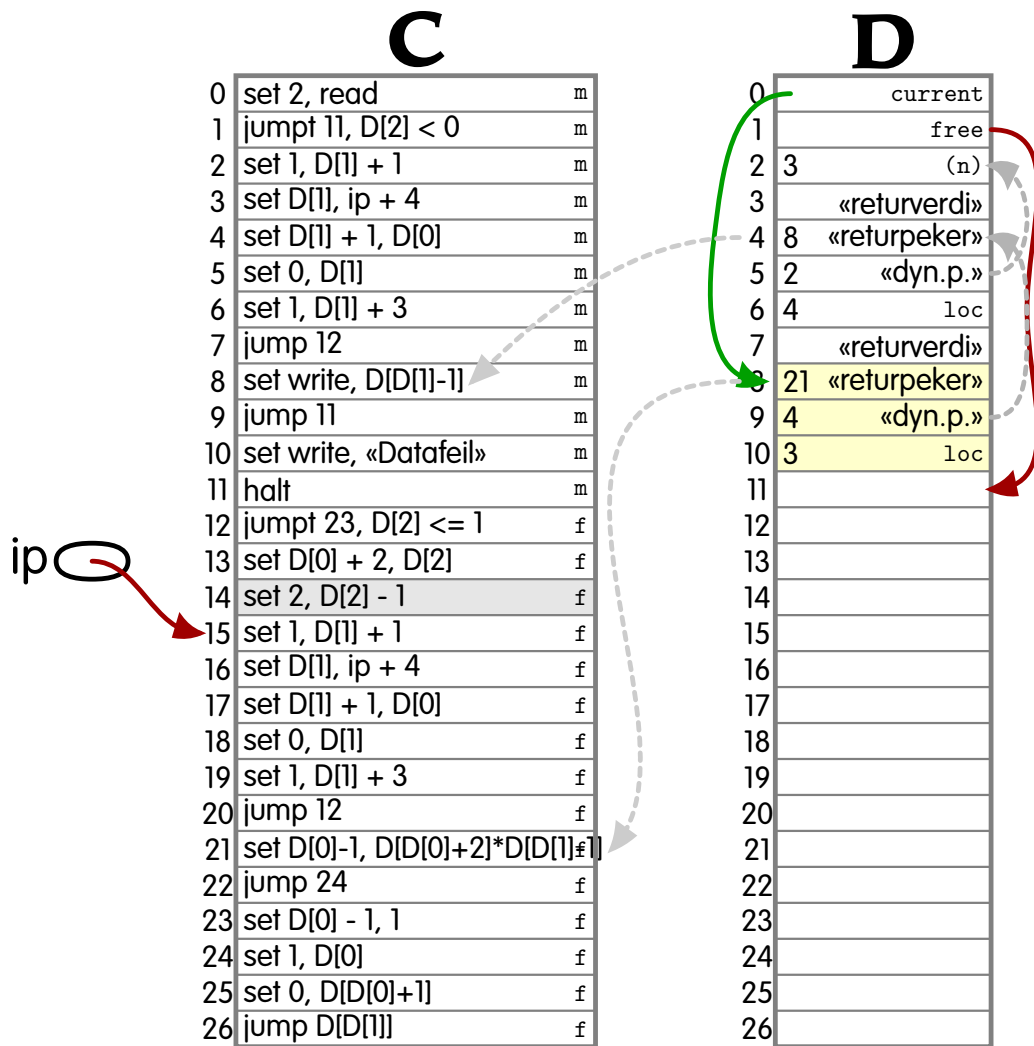 C
D
0 set 2, read m
1 jumpt 11, D[2] < 0 m
2 set 1, D[1] + 1 m
3 set D[1], ip + 4 m
4 set D[1] + 1, D[0] m
5 set 0, D[1] m
6 set 1, D[1] + 3 m
7 jump 12 m
8 set write, D[D[1]-1] m
9 jump 11 m
10 set write, «Datafeil» m
11 halt m
12 jumpt 23, D[2] <= 1 f
13 set D[0] + 2, D[2] f
14 set 2, D[2] - 1 f
15 set 1, D[1] + 1 f
16 set D[1], ip + 4 f
17 set D[1] + 1, D[0] f
18 set 0, D[1] f
19 set 1, D[1] + 3 f
20 jump 12 f
21 set D[0]-1, D[D[0]+2]*D[D[1]-1] f
22 jump 24 f
23 set D[0] - 1, 1 f
24 set 1, D[0] f
25 set 0, D[D[0]+1] f
26 jump D[D[1]] f
ip
0 current
1 free
2 3 (n)
3 «returverdi»
4 8 «returpeker»
5 2 «dyn.p.»
6 4 loc
7 «returverdi»
8 21 «returpeker»
9 4 «dyn.p.»
10 3 loc
11
12
13
14
15
16
17
18
19
20
21
22
23
24
25
26